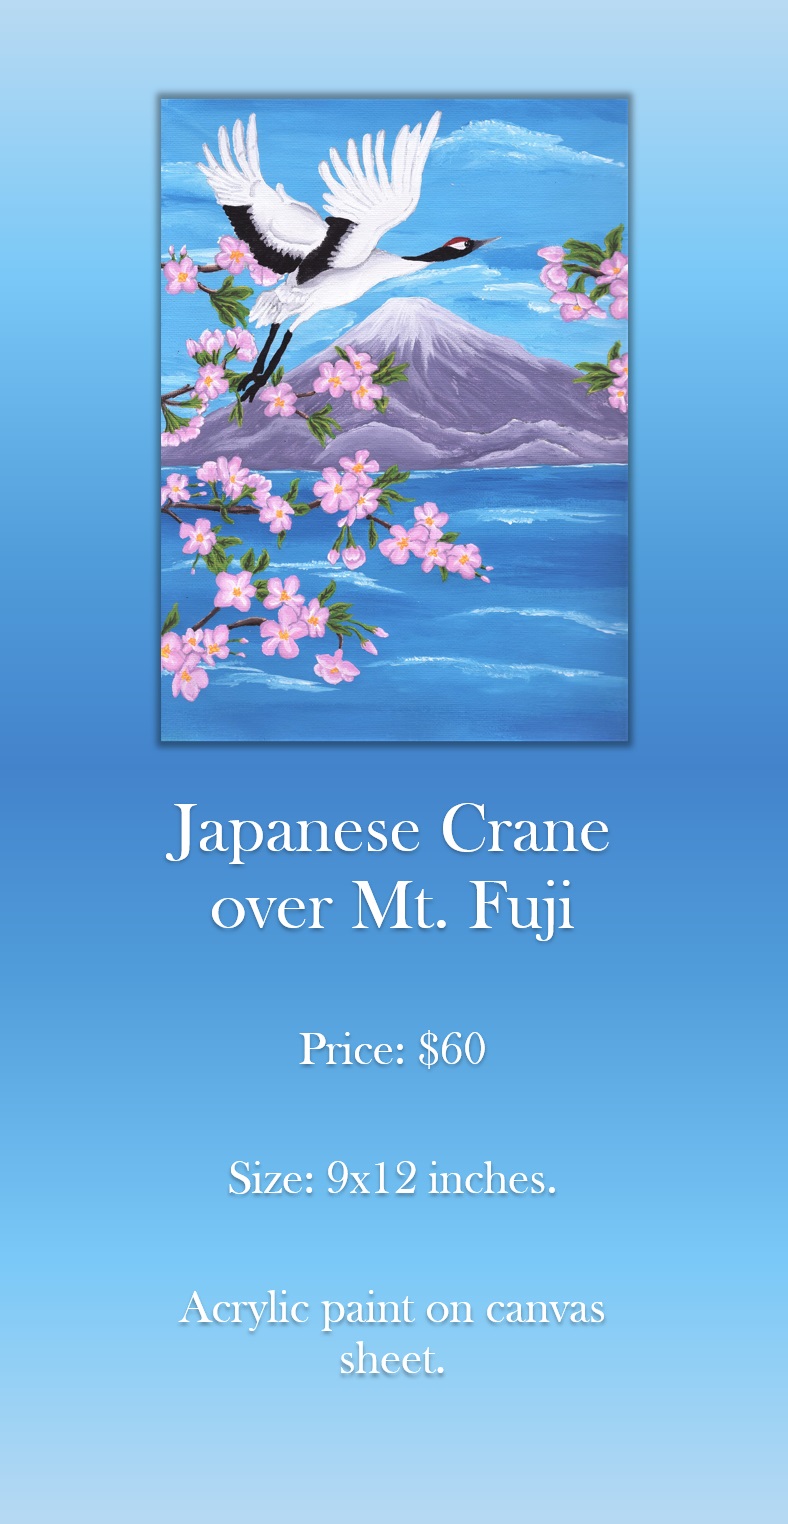 Japanese Crane
over Mt. Fuji
Price: $60
Size: 9x12 inches.
Acrylic paint on canvas
sheet.